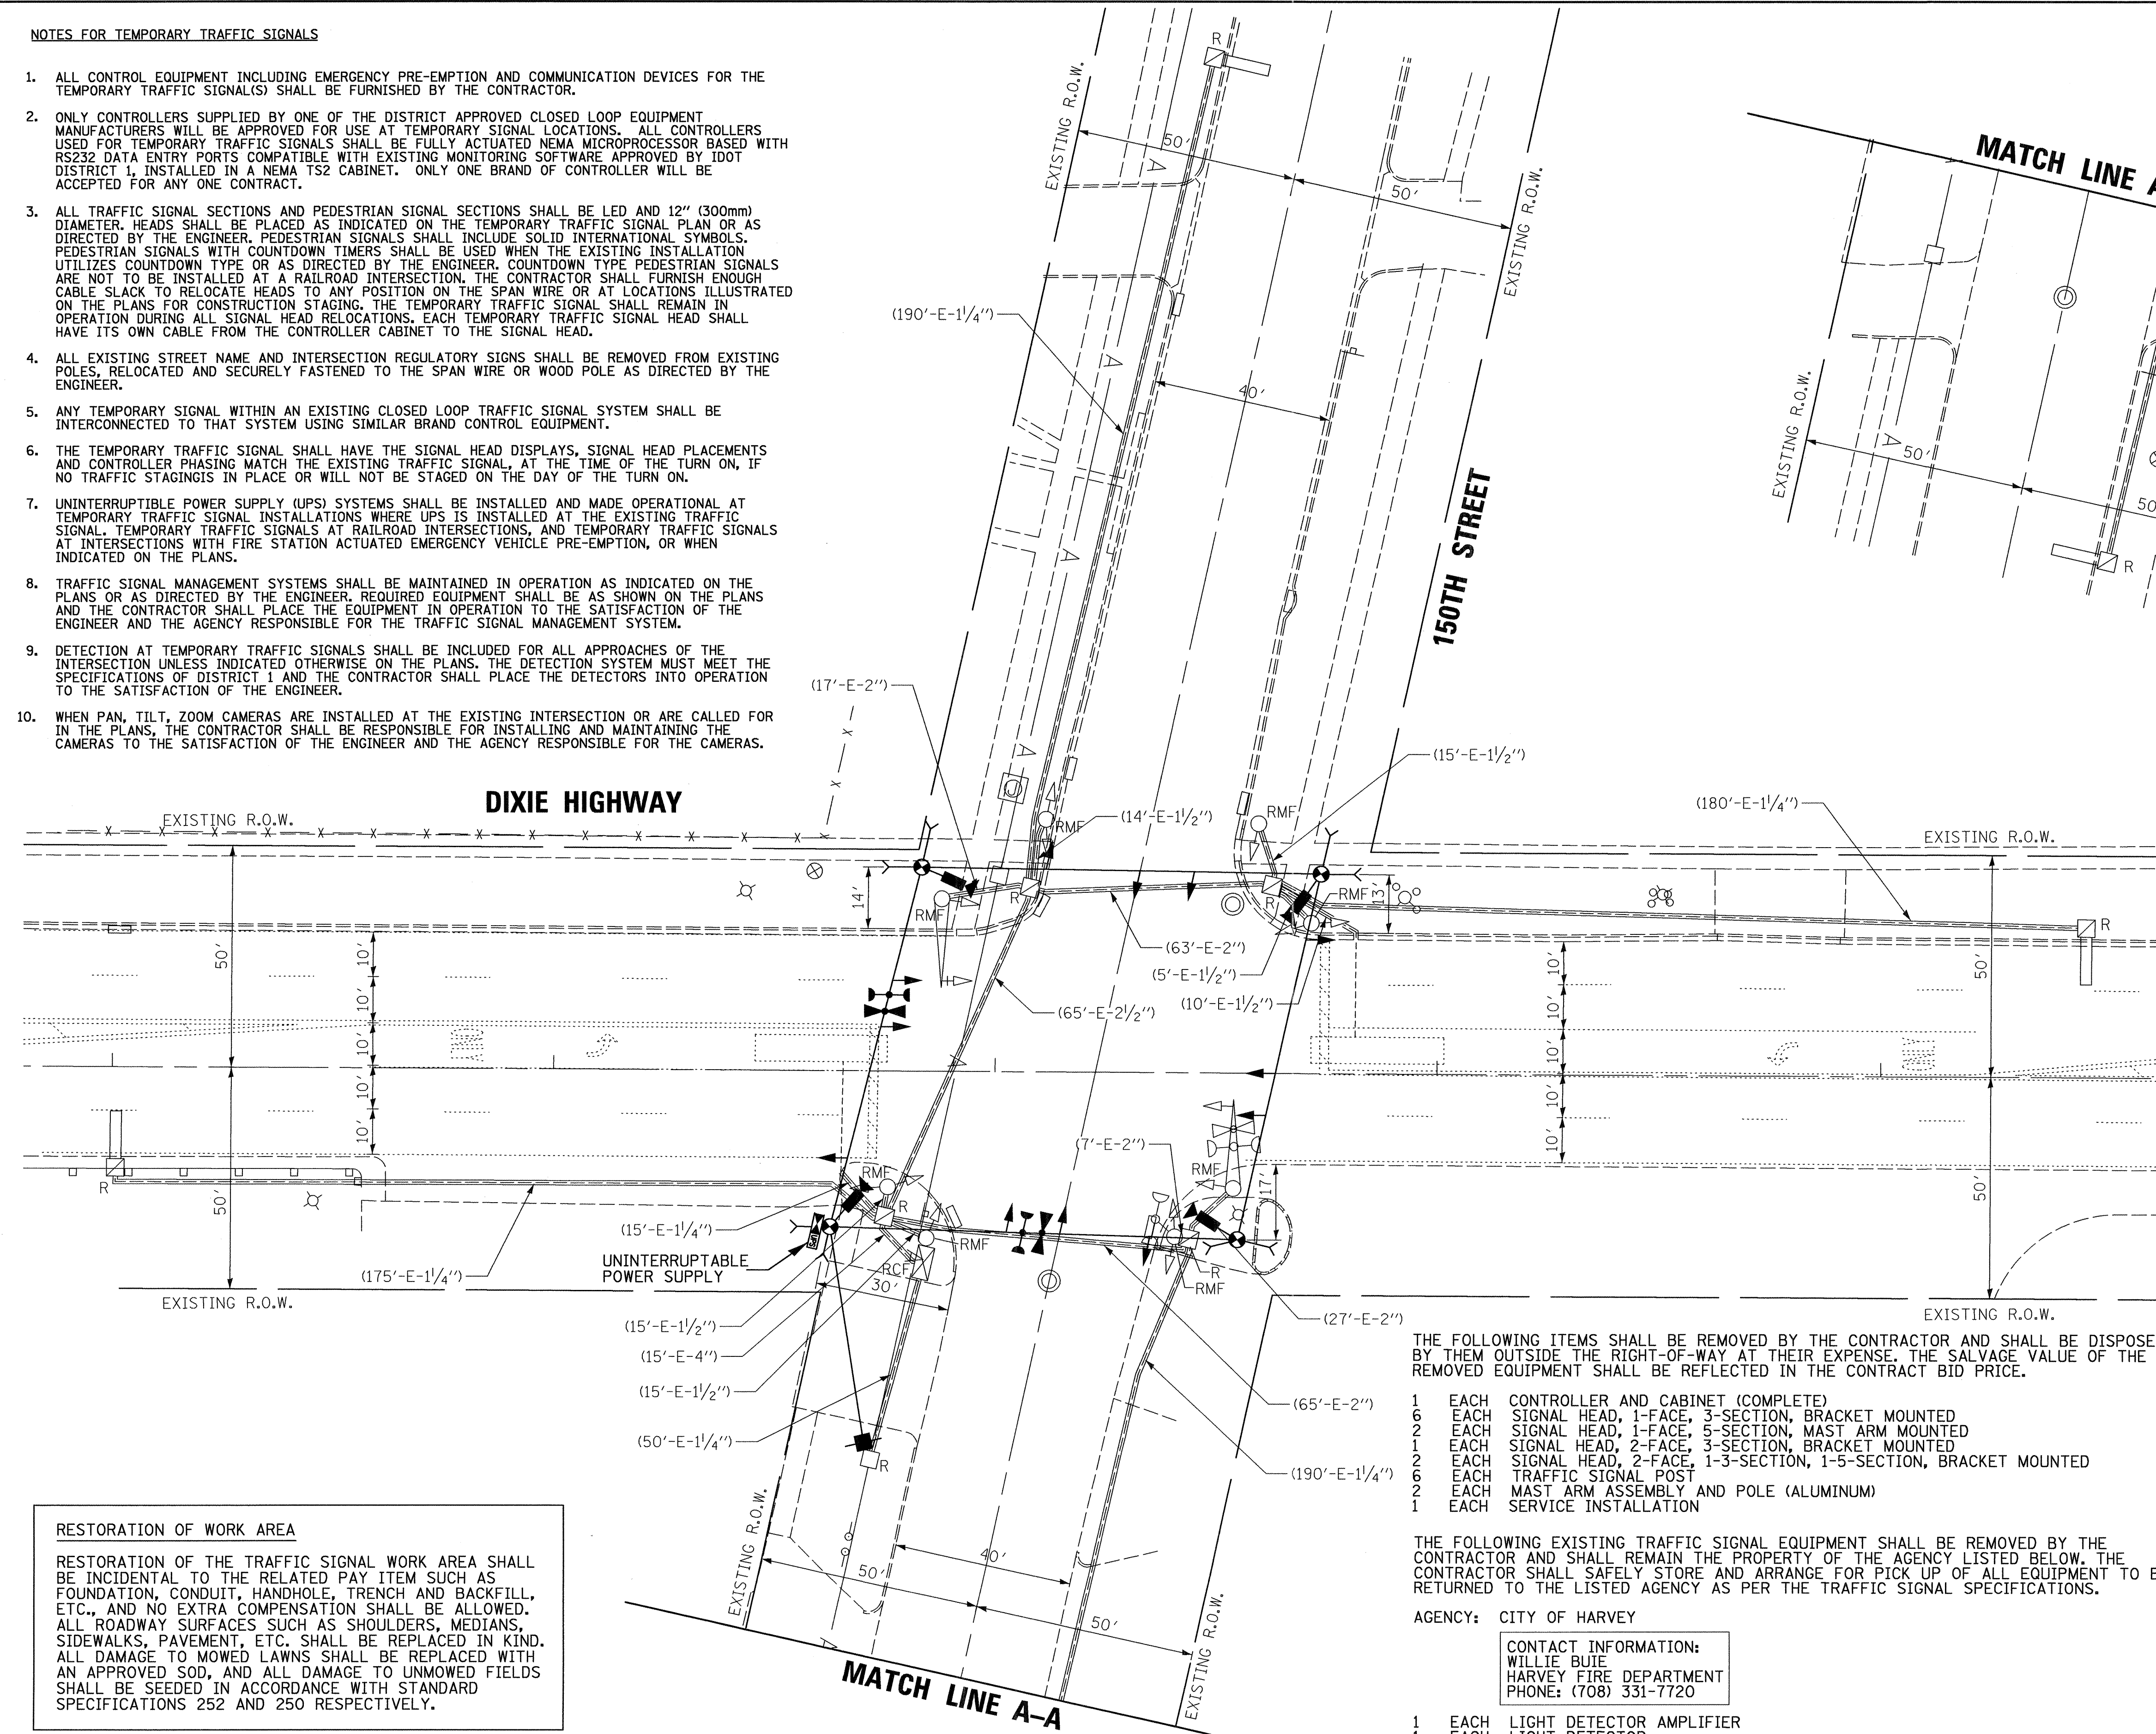 NOTES FOR TEMPORARY TRAFFIC SIGNALS
1. ALL CONTROL EQUIPMENT INCLUDING EMERGENCY PRE-EMPTION AND COMMUNICATION DEVICES FOR THE
TEMPORARY TRAFFIC SIGNAL(S) SHALL BE FURNISHED BY THE CONTRACTOR.
2. ONLY CONTROLLERS SUPPLIED BY ONE OF THE DISTRICT APPROVED CLOSED LOOP EQUIPMENT
MANUFACTURERS WILL BE APPROVED FOR USE AT TEMPORARY SIGNAL LOCATIONS. ALL CONTROLLERS
USED FOR TEMPORARY TRAFFIC SIGNALS SHALL BE FULLY ACTUATED NEMA MICROPROCESSOR BASED WITH
RS232 DATA ENTRY PORTS COMPATIBLE WITH EXISTING MONITORING SOFTWARE APPROVED BY IDOT
DISTRICT 1, INSTALLED IN A NEMA TS2 CABINET. ONLY ONE BRAND OF CONTROLLER WILL BE
ACCEPTED FOR ANY ONE CONTRACT.
3. ALL TRAFFIC SIGNAL SECTIONS AND PEDESTRIAN SIGNAL SECTIONS SHALL BE LED AND 12'' (300mm)
DIAMETER. HEADS SHALL BE PLACED AS INDICATED ON THE TEMPORARY TRAFFIC SIGNAL PLAN OR AS
DIRECTED BY THE ENGINEER. PEDESTRIAN SIGNALS SHALL INCLUDE SOLID INTERNATIONAL SYMBOLS.
PEDESTRIAN SIGNALS WITH COUNTDOWN TIMERS SHALL BE USED WHEN THE EXISTING INSTALLATION
UTILIZES COUNTDOWN TYPE OR AS DIRECTED BY THE ENGINEER. COUNTDOWN TYPE PEDESTRIAN SIGNALS
ARE NOT TO BE INSTALLED AT A RAILROAD INTERSECTION. THE CONTRACTOR SHALL FURNISH ENOUGH
CABLE SLACK TO RELOCATE HEADS TO ANY POSITION ON THE SPAN WIRE OR AT LOCATIONS ILLUSTRATED
ON THE PLANS FOR CONSTRUCTION STAGING. THE TEMPORARY TRAFFIC SIGNAL SHALL REMAIN IN
OPERATION DURING ALL SIGNAL HEAD RELOCATIONS. EACH TEMPORARY TRAFFIC SIGNAL HEAD SHALL
HAVE ITS OWN CABLE FROM THE CONTROLLER CABINET TO THE SIGNAL HEAD.
4. ALL EXISTING STREET NAME AND INTERSECTION REGULATORY SIGNS SHALL BE REMOVED FROM EXISTING
POLES, RELOCATED AND SECURELY FASTENED TO THE SPAN WIRE OR WOOD POLE AS DIRECTED BY THE
ENGINEER.
5. ANY TEMPORARY SIGNAL WITHIN AN EXISTING CLOSED LOOP TRAFFIC SIGNAL SYSTEM SHALL BE
INTERCONNECTED TO THAT SYSTEM USING SIMILAR BRAND CONTROL EQUIPMENT.
6. THE TEMPORARY TRAFFIC SIGNAL SHALL HAVE THE SIGNAL HEAD DISPLAYS, SIGNAL HEAD PLACEMENTS
AND CONTROLLER PHASING MATCH THE EXISTING TRAFFIC SIGNAL, AT THE TIME OF THE TURN ON, IF
NO TRAFFIC STAGINGIS IN PLACE OR WILL NOT BE STAGED ON THE DAY OF THE TURN ON.
7. UNINTERRUPTIBLE POWER SUPPLY (UPS) SYSTEMS SHALL BE INSTALLED AND MADE OPERATIONAL AT
TEMPORARY TRAFFIC SIGNAL INSTALLATIONS WHERE UPS IS INSTALLED AT THE EXISTING TRAFFIC
SIGNAL. TEMPORARY TRAFFIC SIGNALS AT RAILROAD INTERSECTIONS, AND TEMPORARY TRAFFIC SIGNALS
AT INTERSECTIONS WITH FIRE STATION ACTUATED EMERGENCY VEHICLE PRE-EMPTION, OR WHEN
INDICATED ON THE PLANS.
8. TRAFFIC SIGNAL MANAGEMENT SYSTEMS SHALL BE MAINTAINED IN OPERATION AS INDICATED ON THE
PLANS OR AS DIRECTED BY THE ENGINEER. REQUIRED EQUIPMENT SHALL BE AS SHOWN ON THE PLANS
AND THE CONTRACTOR SHALL PLACE THE EQUIPMENT IN OPERATION TO THE SATISFACTION OF THE
ENGINEER AND THE AGENCY RESPONSIBLE FOR THE TRAFFIC SIGNAL MANAGEMENT SYSTEM.
9. DETECTION AT TEMPORARY TRAFFIC SIGNALS SHALL BE INCLUDED FOR ALL APPROACHES OF THE
INTERSECTION UNLESS INDICATED OTHERWISE ON THE PLANS. THE DETECTION SYSTEM MUST MEET THE
SPECIFICATIONS OF DISTRICT 1 AND THE CONTRACTOR SHALL PLACE THE DETECTORS INTO OPERATION
TO THE SATISFACTION OF THE ENGINEER.
10. WHEN PAN, TILT, ZOOM CAMERAS ARE INSTALLED AT THE EXISTING INTERSECTION OR ARE CALLED FOR
IN THE PLANS, THE CONTRACTOR SHALL BE RESPONSIBLE FOR INSTALLING AND MAINTAINING THE
CAMERAS TO THE SATISFACTION OF THE ENGINEER AND THE AGENCY RESPONSIBLE FOR THE CAMERAS.
R
EXISTING R.O.W.
50'
50'
EXISTING R.O.W.
(190'-E-1 1/4'')
40'
150TH STREET
MATCH LINE A
EXISTING R.O.W.
50'
50
R
(17'-E-2'')
(15'-E-1 1/2'')
(14'-E-1 1/2'')
(180'-E-1 1/4'')
DIXIE HIGHWAY
EXISTING R.O.W.
EXISTING R.O.W.
RMF
RMF
RMF
RMF
R
R
R
14'
13'
(63'-E-2'')
(5'-E-1 1/2'')
(10'-E-1 1/2'')
(65'-E-2 1/2'')
50'
10'
10'
10'
10'
10'
50'
50'
10'
10'
10'
10'
10'
50'
ONLY
ONLY
(7'-E-2'')
RMF
RMF
17'
R
R
RMF
RCF
R
RMF
UPS
30'
(15'-E-1 1/4'')
UNINTERRUPTABLE
POWER SUPPLY
(175'-E-1 1/4'')
EXISTING R.O.W.
EXISTING R.O.W.
(15'-E-1 1/2'')
(15'-E-4'')
(15'-E-1 1/2'')
(50'-E-1 1/4'')
R
(27'-E-2'')
(65'-E-2'')
(190'-E-1 1/4'')
EXISTING R.O.W.
50'
40'
50'
EXISTING R.O.W.
MATCH LINE A–A
THE FOLLOWING ITEMS SHALL BE REMOVED BY THE CONTRACTOR AND SHALL BE DISPOSE
BY THEM OUTSIDE THE RIGHT-OF-WAY AT THEIR EXPENSE. THE SALVAGE VALUE OF THE
REMOVED EQUIPMENT SHALL BE REFLECTED IN THE CONTRACT BID PRICE.
1 EACH CONTROLLER AND CABINET (COMPLETE)
6 EACH SIGNAL HEAD, 1-FACE, 3-SECTION, BRACKET MOUNTED
2 EACH SIGNAL HEAD, 1-FACE, 5-SECTION, MAST ARM MOUNTED
1 EACH SIGNAL HEAD, 2-FACE, 3-SECTION, BRACKET MOUNTED
2 EACH SIGNAL HEAD, 2-FACE, 1-3-SECTION, 1-5-SECTION, BRACKET MOUNTED
6 EACH TRAFFIC SIGNAL POST
2 EACH MAST ARM ASSEMBLY AND POLE (ALUMINUM)
1 EACH SERVICE INSTALLATION
THE FOLLOWING EXISTING TRAFFIC SIGNAL EQUIPMENT SHALL BE REMOVED BY THE
CONTRACTOR AND SHALL REMAIN THE PROPERTY OF THE AGENCY LISTED BELOW. THE
CONTRACTOR SHALL SAFELY STORE AND ARRANGE FOR PICK UP OF ALL EQUIPMENT TO B
RETURNED TO THE LISTED AGENCY AS PER THE TRAFFIC SIGNAL SPECIFICATIONS.
AGENCY: CITY OF HARVEY
CONTACT INFORMATION:
WILLIE BUIE
HARVEY FIRE DEPARTMENT
PHONE: (708) 331-7720
1 EACH LIGHT DETECTOR AMPLIFIER
RESTORATION OF WORK AREA
RESTORATION OF THE TRAFFIC SIGNAL WORK AREA SHALL
BE INCIDENTAL TO THE RELATED PAY ITEM SUCH AS
FOUNDATION, CONDUIT, HANDHOLE, TRENCH AND BACKFILL,
ETC., AND NO EXTRA COMPENSATION SHALL BE ALLOWED.
ALL ROADWAY SURFACES SUCH AS SHOULDERS, MEDIANS,
SIDEWALKS, PAVEMENT, ETC. SHALL BE REPLACED IN KIND.
ALL DAMAGE TO MOWED LAWNS SHALL BE REPLACED WITH
AN APPROVED SOD, AND ALL DAMAGE TO UNMOWED FIELDS
SHALL BE SEEDED IN ACCORDANCE WITH STANDARD
SPECIFICATIONS 252 AND 250 RESPECTIVELY.